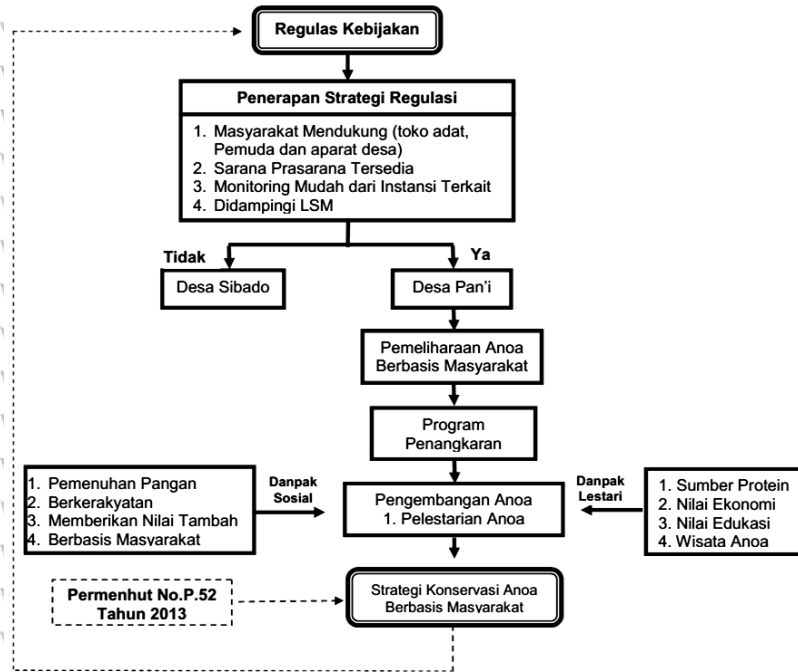 Regulas Kebijakan
Penerapan Strategi Regulasi
1. Masyarakat Mendukung (toko adat,
Pemuda dan aparat desa)
2. Sarana Prasarana Tersedia
3. Monitoring Mudah dari Instansi Terkait
4. Didampingi LSM
Tidak
Ya
Desa Sibado
Desa Pan'i
Pemeliharaan Anoa
Berbasis Masyarakat
Program
Penangkaran
1. Pemenuhan Pangan
2. Berkerakyatan
3. Memberikan Nilai Tambah
4. Berbasis Masyarakat
Danpak
Sosial
Pengembangan Anoa
1. Pelestarian Anoa
Danpak
Lestari
1. Sumber Protein
2. Nilai Ekonomi
3. Nilai Edukasi
4. Wisata Anoa
Permenhut No.P.52
Tahun 2013
Strategi Konservasi Anoa
Berbasis Masyarakat